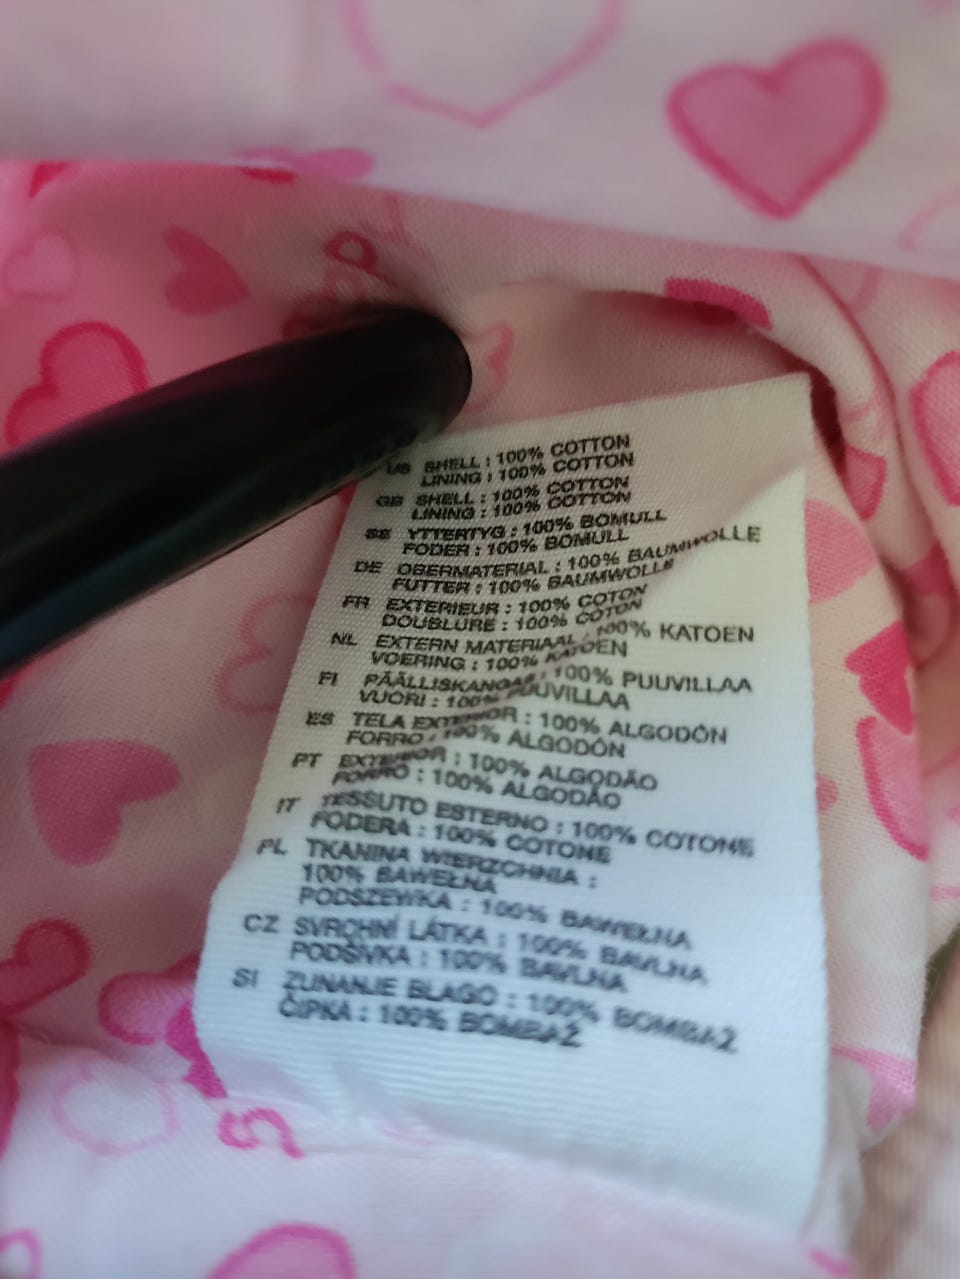 US SHELL : 100% COTTON
LINING : 100% COTTON
GB SHELL : 100% COTTON
LINING : 100% COTTON
SE YTTERTYG : 100% BOMULL
FODER : 100% BOMULL
DE OBERMATERIAL : 100% BAUMWOLLE
FUTTER : 100% BAUMWOLLE
FR EXTERIEUR : 100% COTON
DOUBLURE : 100% COTON
NL EXTERN MATERIAAL : 100% KATOEN
VOERING : 100% KATOEN
FI PÄÄLLISKANGAS : 100% PUUVILLAA
VUORI : 100% PUUVILLAA
ES TELA EXTERIOR : 100% ALGODÓN
FORRO : 100% ALGODÓN
PT EXTERIOR : 100% ALGODÃO
FORRO : 100% ALGODÃO
IT TESSUTO ESTERNO : 100% COTONE
FODERA : 100% COTONE
PL TKANINA WIERZCHNIA :
100% BAWEŁNA
PODSZEWKA : 100% BAWEŁNA
CZ SVRCHNÍ LÁTKA : 100% BAVLNA
PODŠÍVKA : 100% BAVLNA
SI ZUNANJE BLAGO : 100% BOMBAŽ
ČIPKA : 100% BOMBAŽ